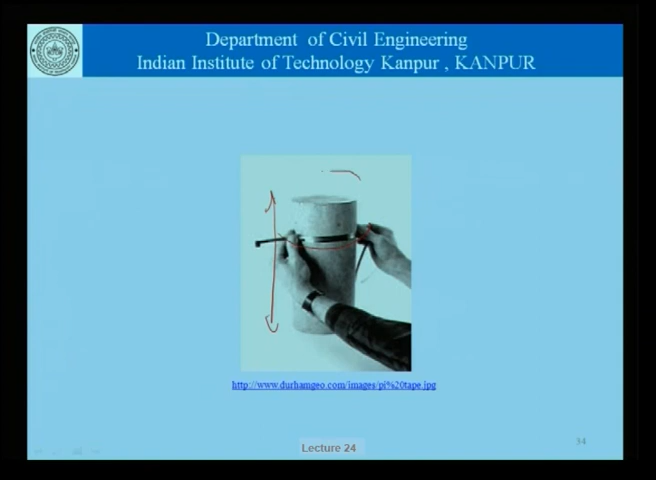 Department of Civil Engineering
Indian Institute of Technology Kanpur , KANPUR
http://www.durhamgeo.com/images/pi%20tape.jpg
34
Lecture 24